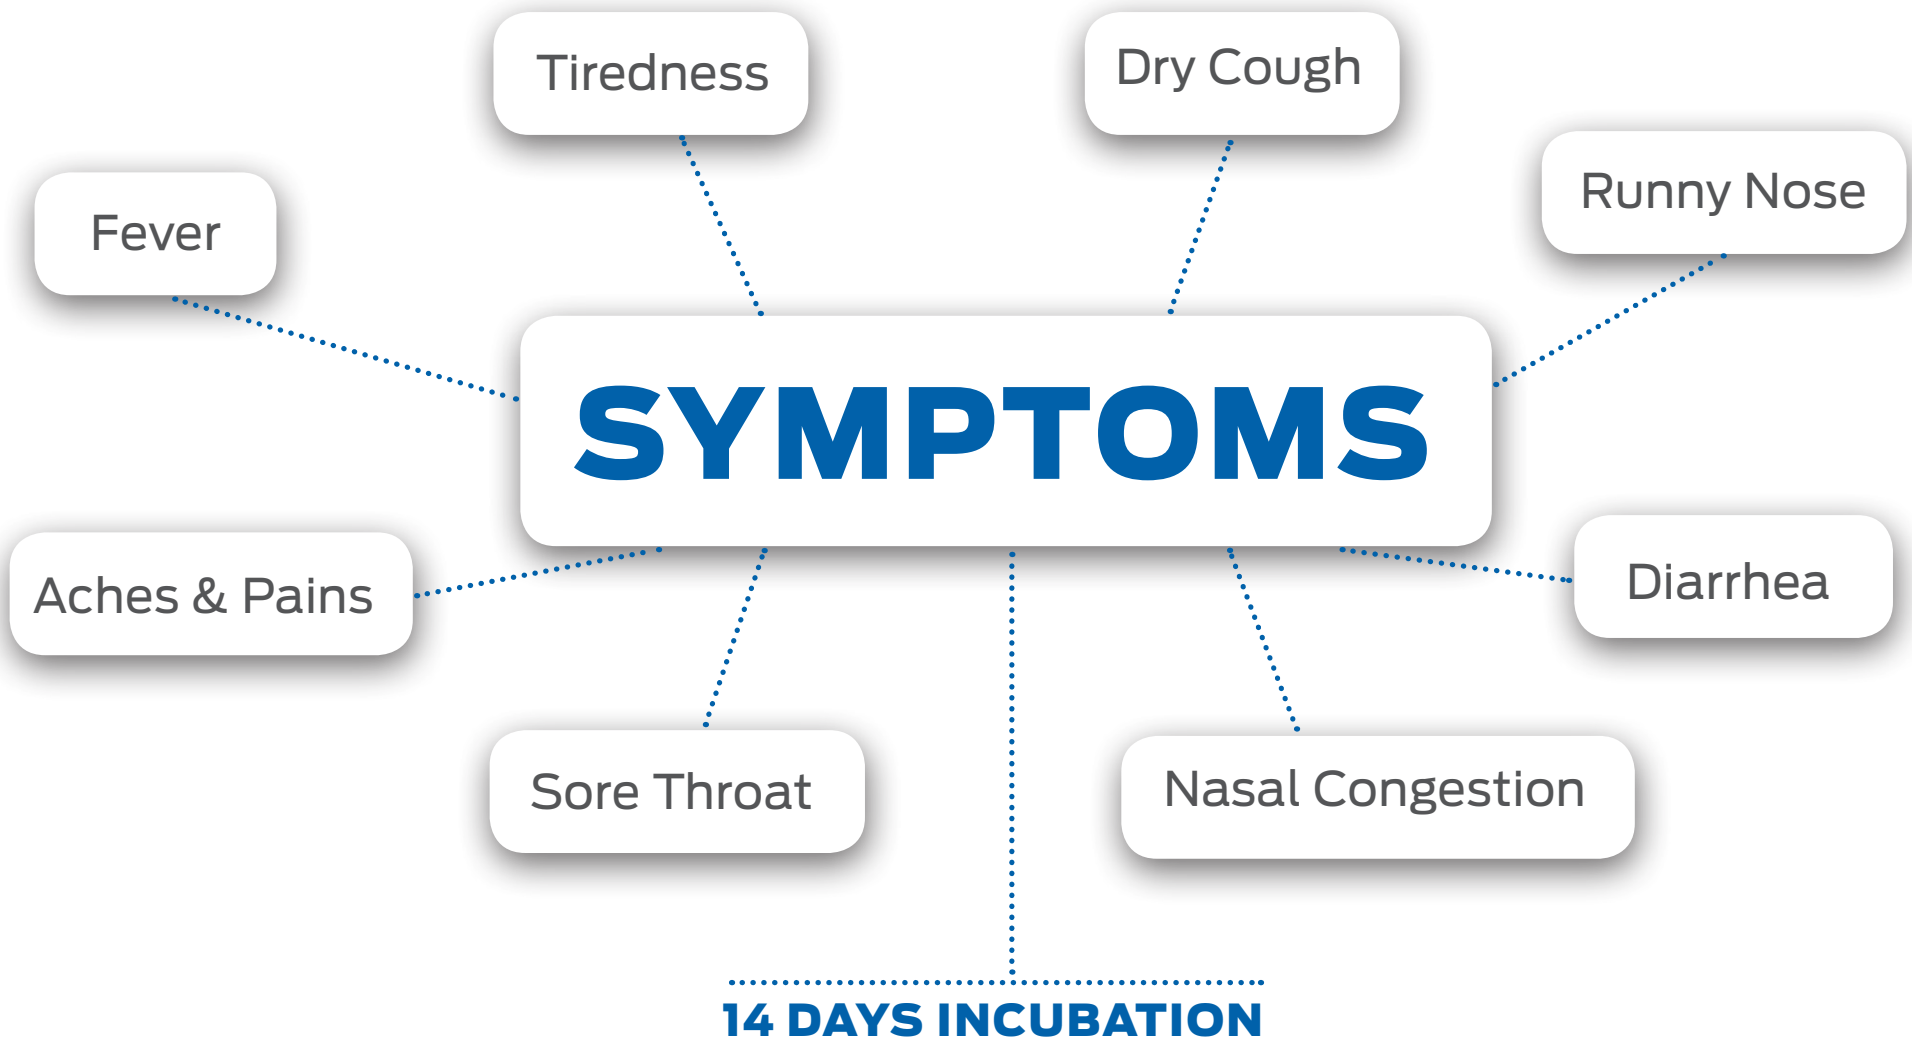 Tiredness
Dry Cough
Runny Nose
Fever
SYMPTOMS
Aches & Pains
Diarrhea
Sore Throat
Nasal Congestion
14 DAYS INCUBATION